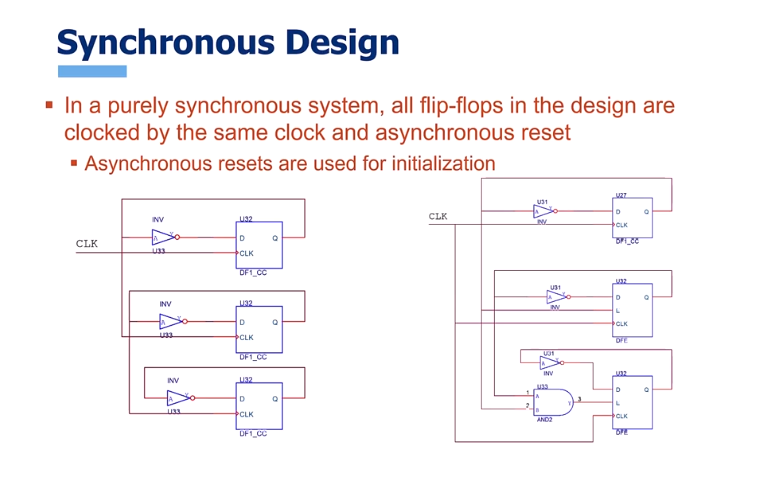 Synchronous Design
▪ In a purely synchronous system, all flip-flops in the design are
clocked by the same clock and asynchronous reset
▪ Asynchronous resets are used for initialization
CLK
INV
A
Y
U33
U32
D
Q
CLK
DF1_CC
INV
A
Y
U33
U32
D
Q
CLK
DF1_CC
INV
A
Y
U33
U32
D
Q
CLK
DF1_CC
CLK
U31
A
Y
INV
U27
D
Q
CLK
DF1_CC
U31
A
Y
INV
U32
D
Q
L
CLK
DFE
U31
A
Y
INV
1
U33
A
2
B
Y
3
AND2
U32
D
Q
L
CLK
DFE